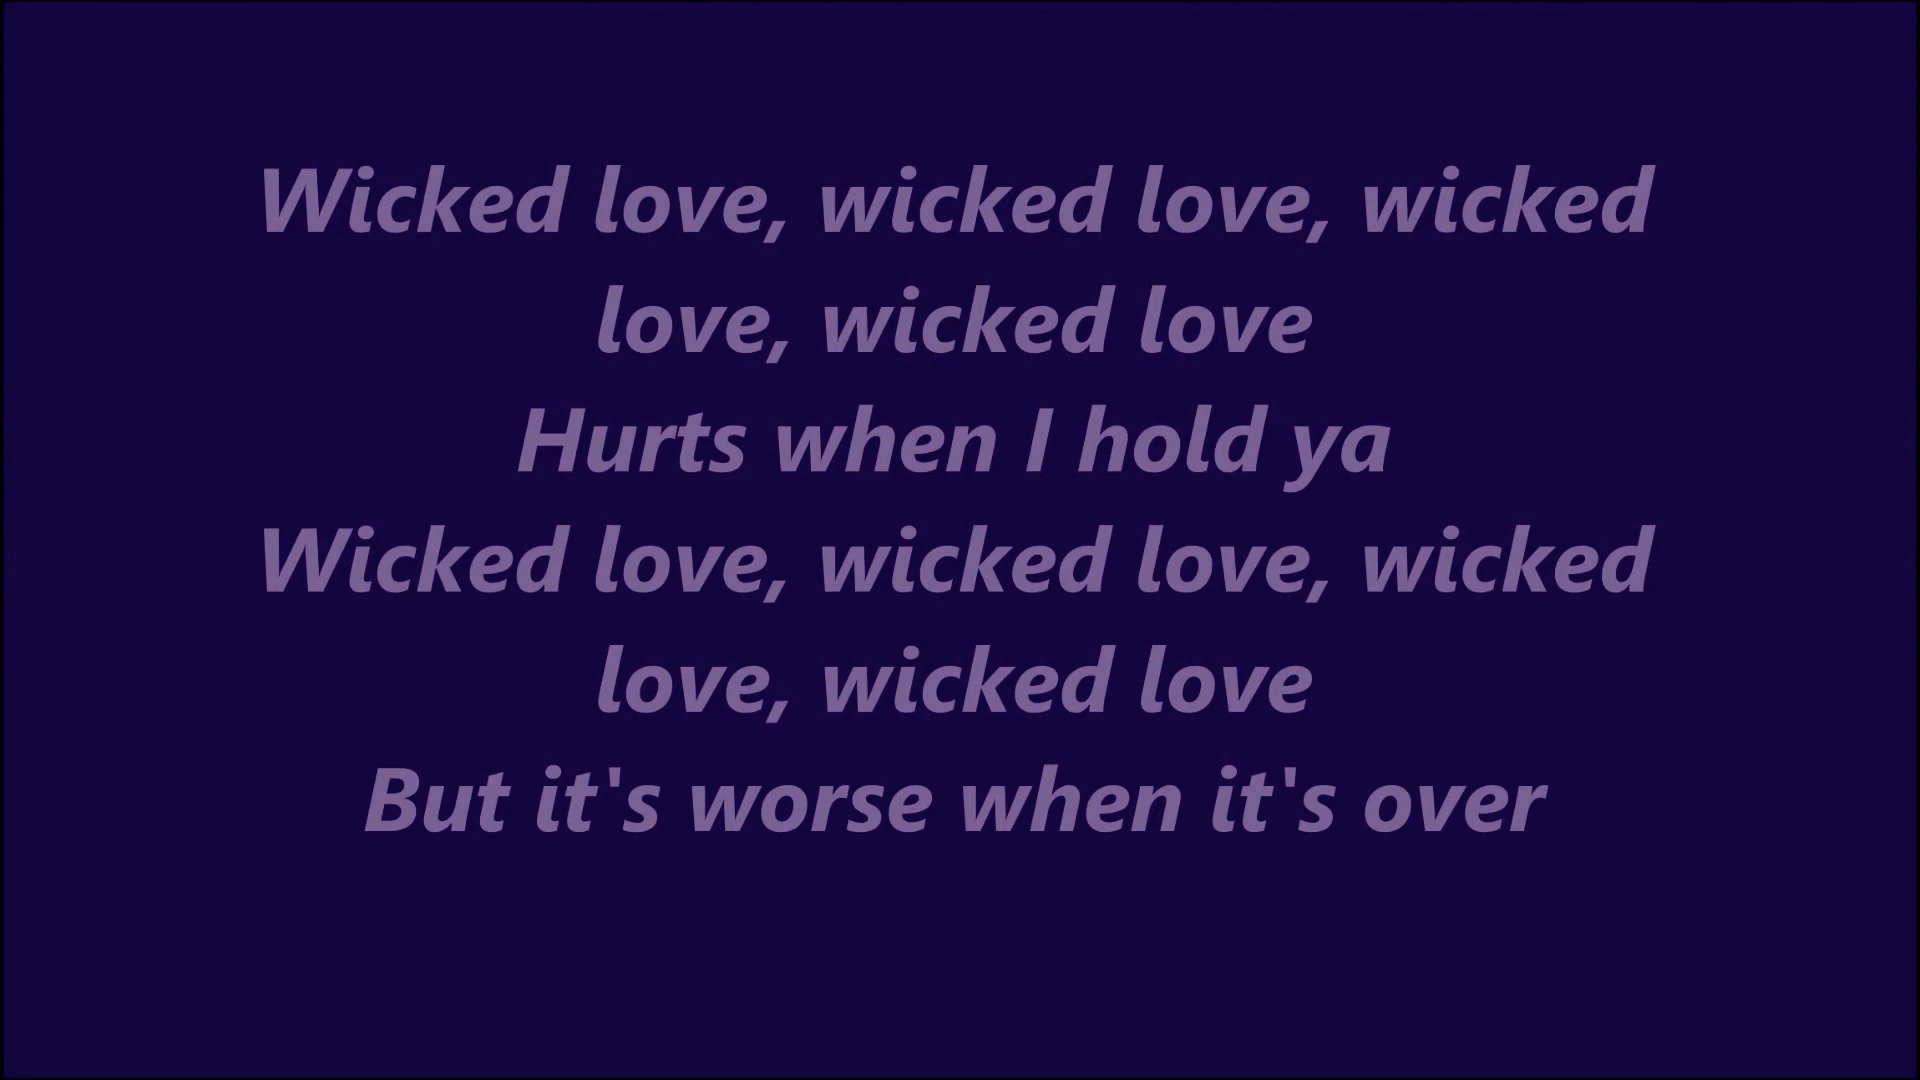 Wicked love, wicked love, wicked
love, wicked love
Hurts when I hold ya
Wicked love, wicked love, wicked
love, wicked love
But it's worse when it's over